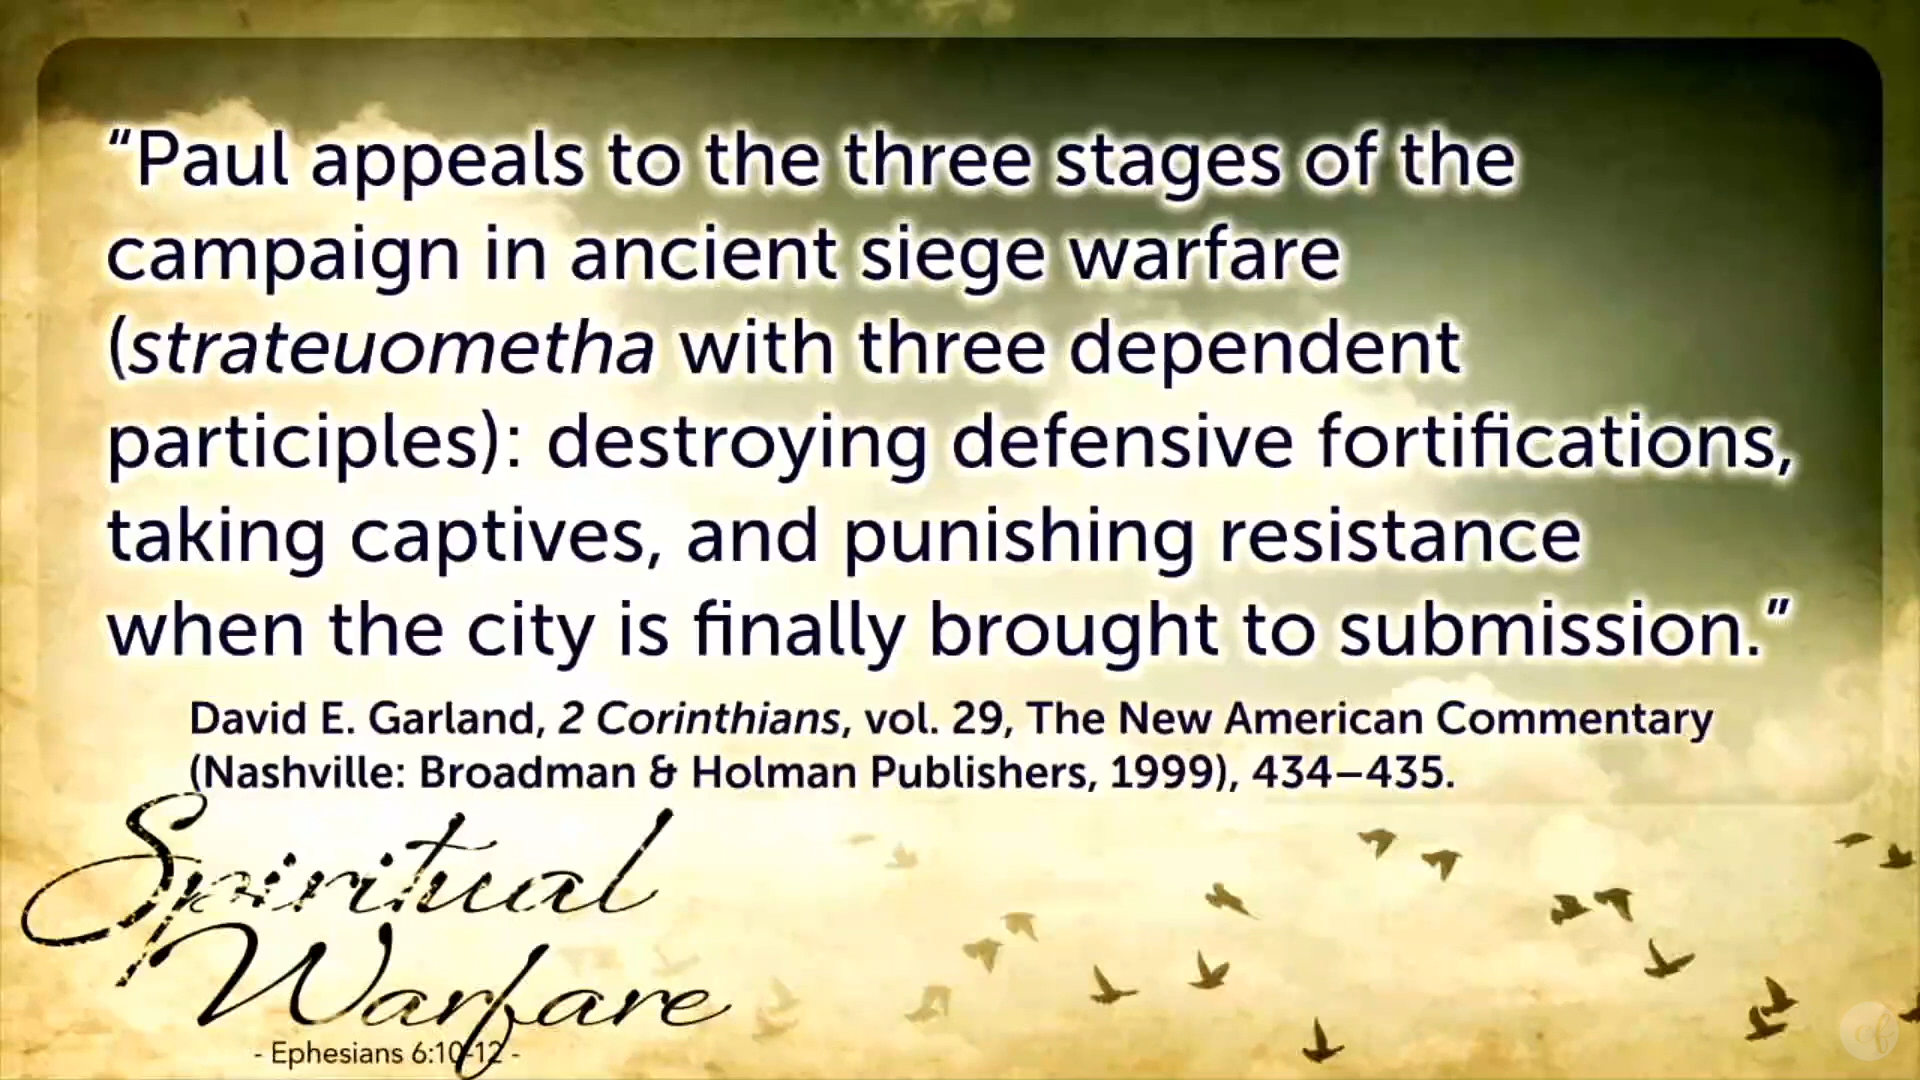 “Paul appeals to the three stages of the
campaign in ancient siege warfare
(strateuometha with three dependent
participles): destroying defensive fortifications,
taking captives, and punishing resistance
when the city is finally brought to submission.”
David E. Garland, 2 Corinthians, vol. 29, The New American Commentary
(Nashville: Broadman & Holman Publishers, 1999), 434–435.
Spiritual
Warfare
- Ephesians 6:10-12 -
cf